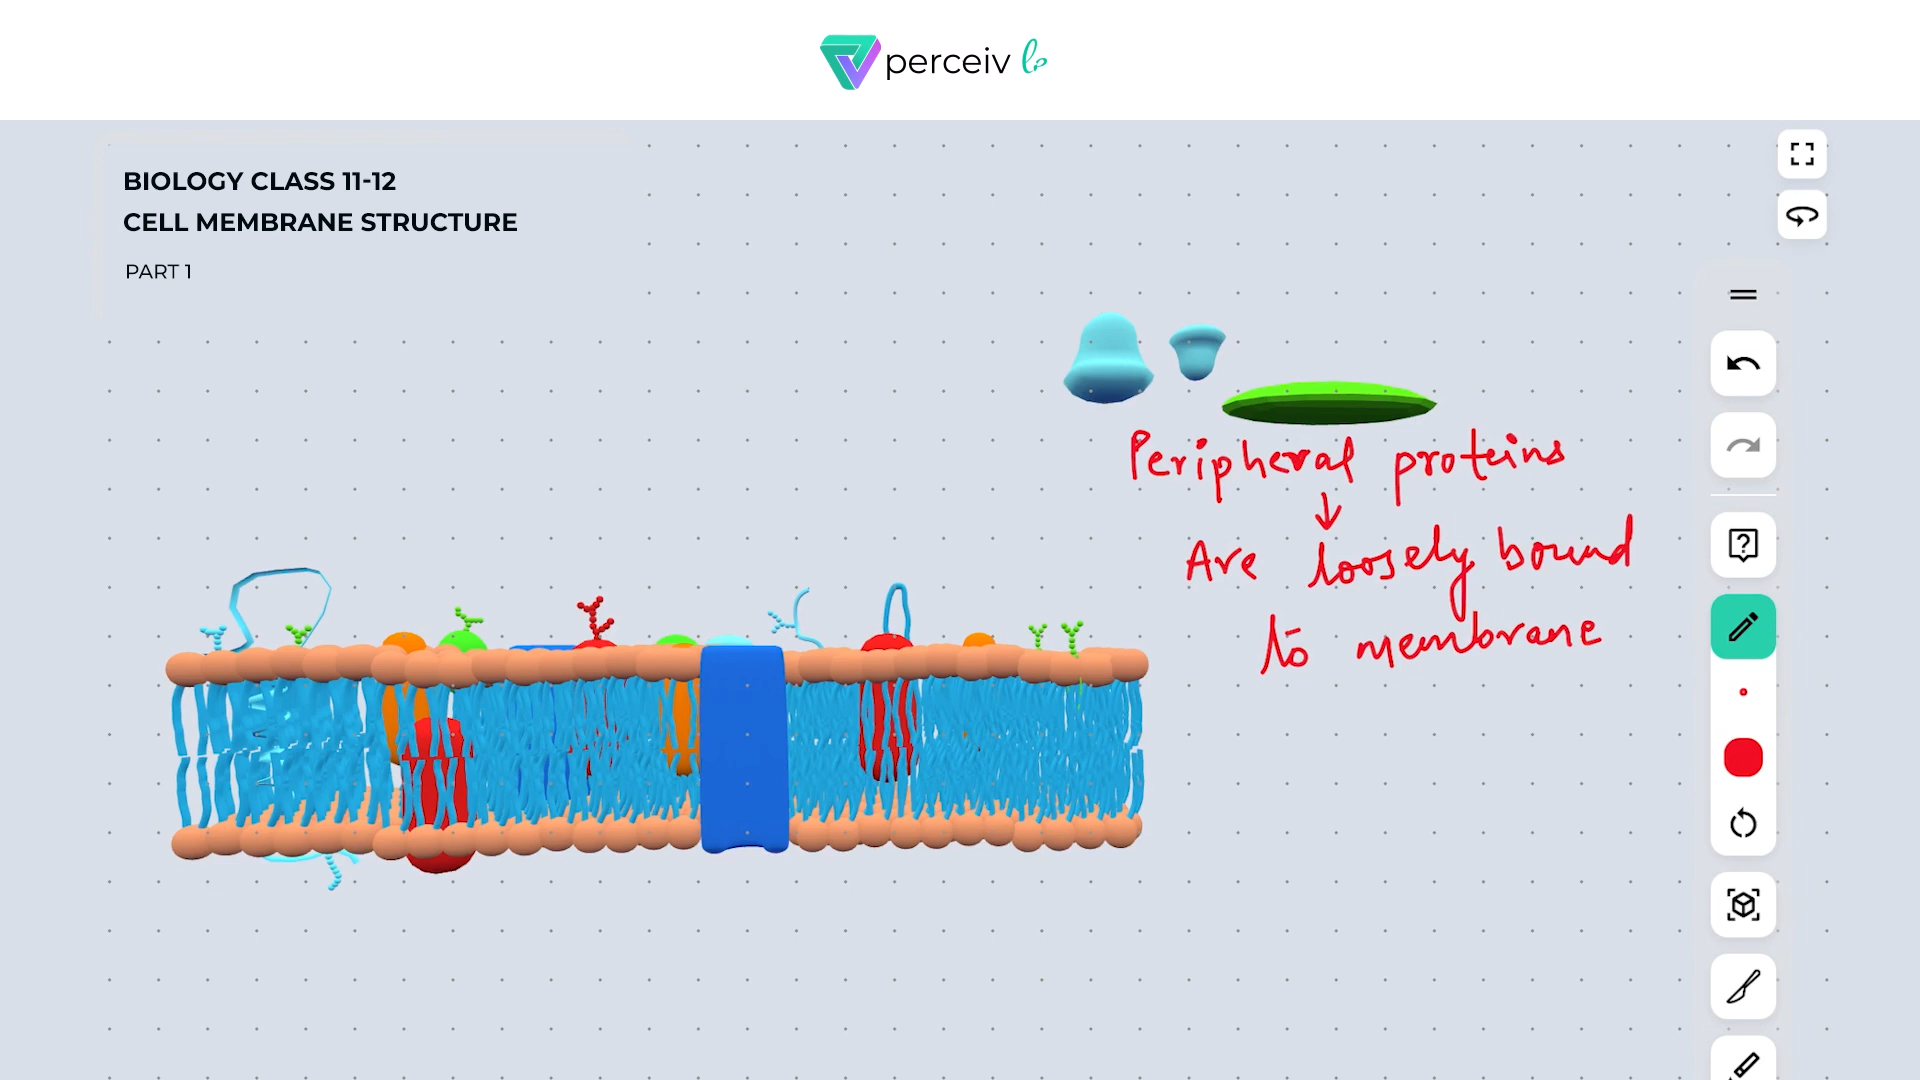 perceiv
BIOLOGY CLASS 11-12
CELL MEMBRANE STRUCTURE
PART 1
Peripheral proteins
Are loosely bound
to membrane